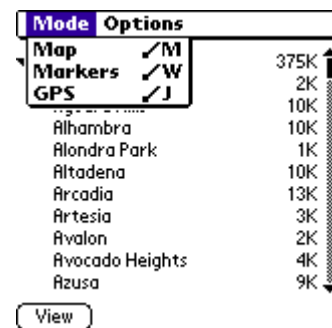 Mode Options
Map /M
Markers /W
GPS /J
375K
2K
10K
Alhambra 10K
Alondra Park 1K
Altadena 10K
Arcadia 13K
Artesia 3K
Avalon 2K
Avocado Heights 4K
Azusa 9K
View